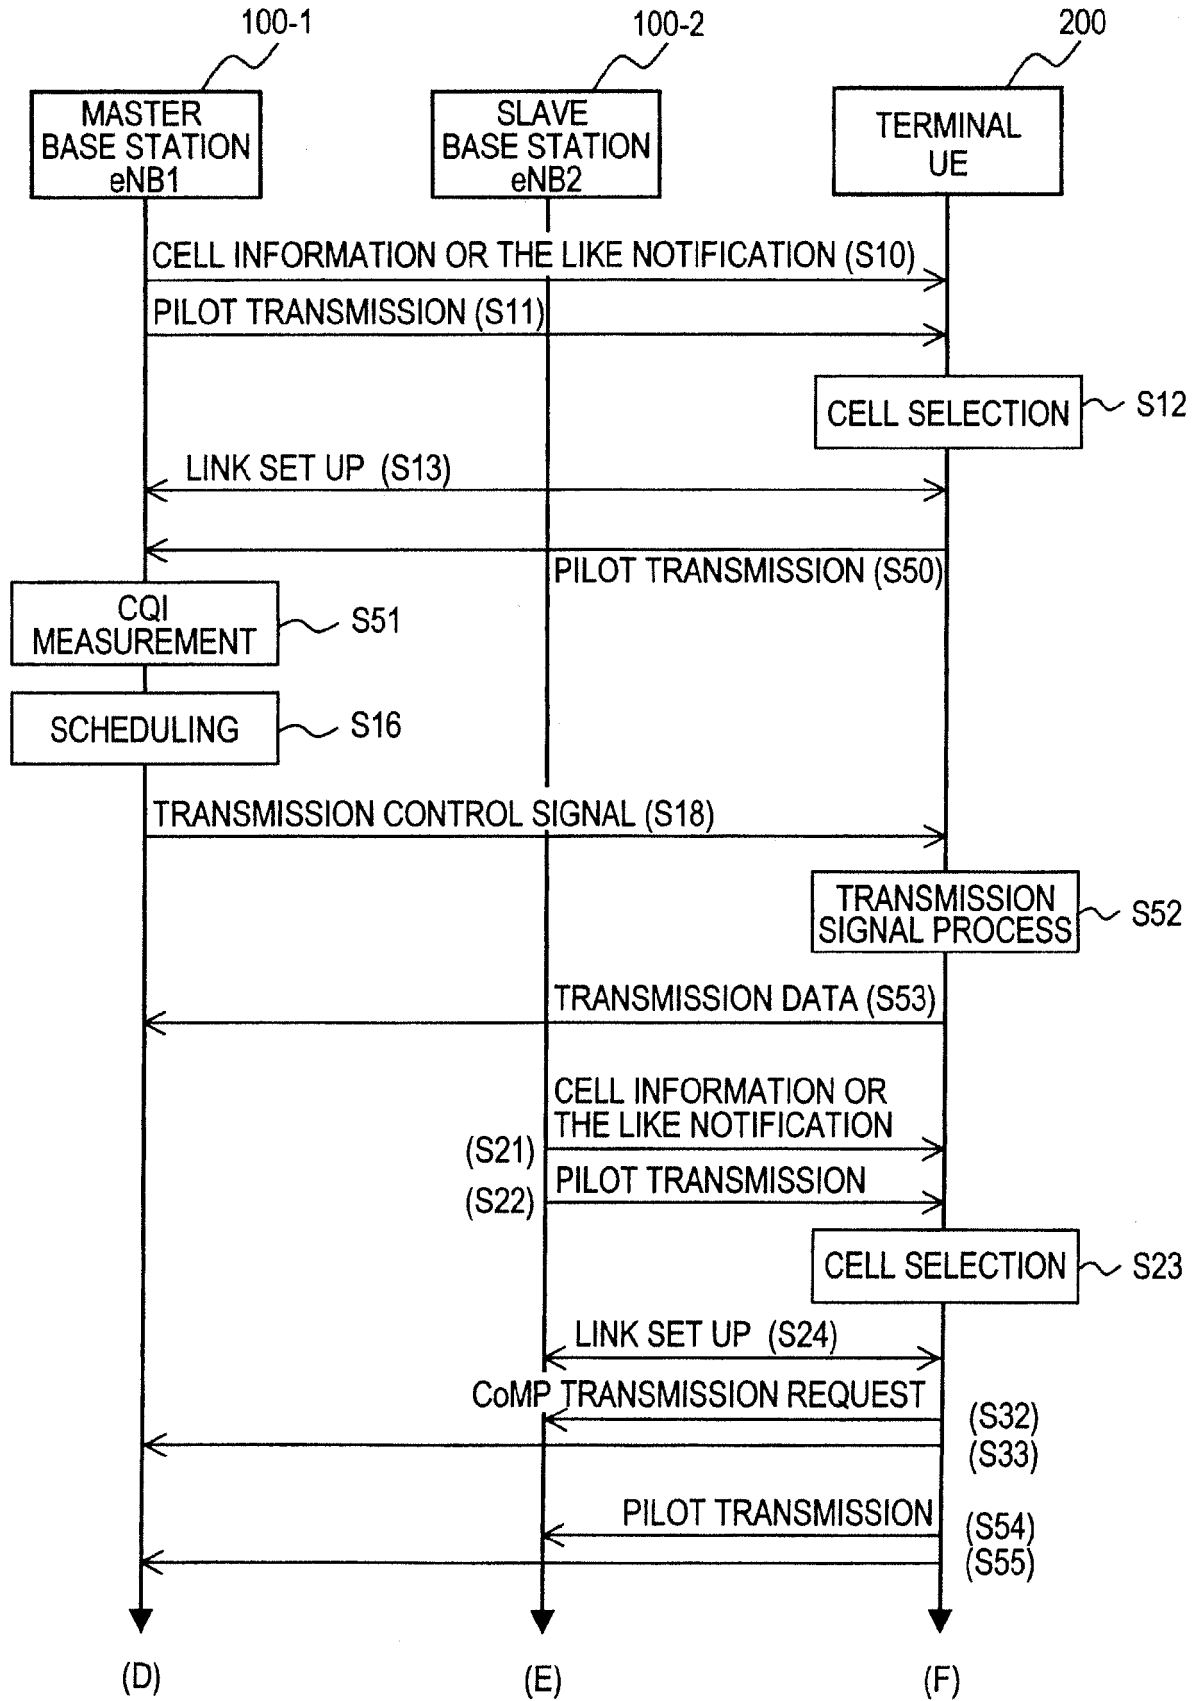 100-1
100-2
200
MASTER
BASE STATION
eNB1
SLAVE
BASE STATION
eNB2
TERMINAL
UE
CELL INFORMATION OR THE LIKE NOTIFICATION (S10)
PILOT TRANSMISSION (S11)
CELL SELECTION
S12
LINK SET UP (S13)
PILOT TRANSMISSION (S50)
CQI
MEASUREMENT
S51
SCHEDULING
S16
TRANSMISSION CONTROL SIGNAL (S18)
TRANSMISSION
SIGNAL PROCESS
S52
TRANSMISSION DATA (S53)
CELL INFORMATION OR
THE LIKE NOTIFICATION
(S21)
PILOT TRANSMISSION
(S22)
CELL SELECTION
S23
LINK SET UP (S24)
CoMP TRANSMISSION REQUEST
(S32)
(S33)
PILOT TRANSMISSION
(S54)
(S55)
(D)
(E)
(F)